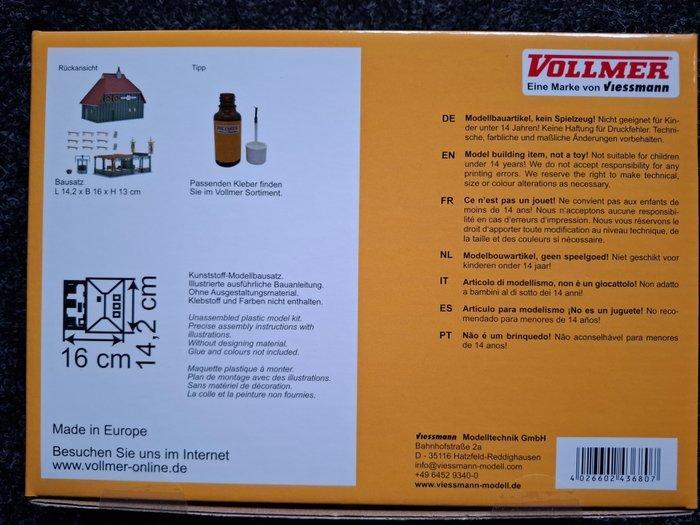 Rückansicht
Tipp
VOLLMER
Bausatz
L 14,2 x B 16 x H 13 cm
Passenden Kleber finden
Sie im Vollmer Sortiment.
16 cm
14,2 cm
Kunststoff-Modellbausatz.
Illustrierte ausführliche Bauanleitung.
Ohne Ausgestaltungsmaterial.
Klebstoff und Farben nicht enthalten.
Unassembled plastic model kit.
Precise assembly instructions with
illustrations.
Without designing material.
Glue and colours not included.
Maquette plastique à monter.
Plan de montage avec des illustrations.
Sans matériel de décoration.
La colle et la peinture non fournies.
Made in Europe
Besuchen Sie uns im Internet
www.vollmer-online.de
VOLLMER
Eine Marke von Viessmann
DE Modellbauartikel, kein Spielzeug! Nicht geeignet für Kin-
der unter 14 Jahren! Keine Haftung für Druckfehler. Techni-
sche, farbliche und maßliche Änderungen vorbehalten.
EN Model building item, not a toy! Not suitable for children
under 14 years! We do not accept responsibility for any
printing errors. We reserve the right to make technical,
size or colour alterations as necessary.
FR Ce n'est pas un jouet! Ne convient pas aux enfants de
moins de 14 ans! Nous n'acceptons aucune responsibi-
lité en cas d'erreurs d'impression. Nous vous réservons le
droit d'apporter toute modification au niveau technique, de
la taille et des couleurs si nécessaire.
NL Modelbouwartikel, geen speelgoed! Niet geschikt voor
kinderen onder 14 jaar!
IT Articolo di modellismo, non è un giocattolo! Non adatto
a bambini al di sotto dei 14 anni!
ES Artículo para modelismo ¡No es un juguete! No reco-
mendado para menores de 14 años!
PT Não é um brinquedo! Não aconselhável para menores
de 14 anos!
Viessmann Modelltechnik GmbH
Bahnhofstraße 2a
D - 35116 Hatzfeld-Reddighausen
info@viessmann-modell.com
+49 6452 9340-0
www.viessmann-modell.de
4 026602 436807